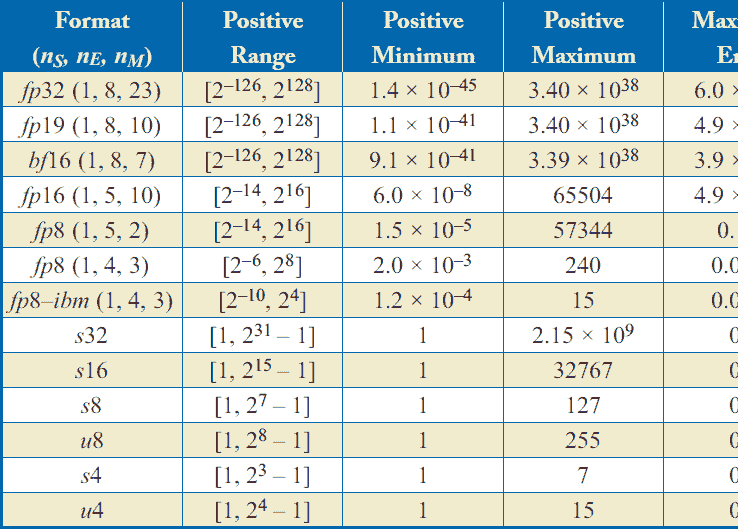 Format Positive Positive Positive
(nS, nE, nM) Range Minimum Maximum
fp32 (1, 8, 23) [2−126, 2128] 1.4 × 10−45 3.40 × 1038 6.0
fp19 (1, 8, 10) [2−126, 2128] 1.1 × 10−41 3.40 × 1038 4.9
bf16 (1, 8, 7) [2−126, 2128] 9.1 × 10−41 3.39 × 1038 3.9
fp16 (1, 5, 10) [2−14, 216] 6.0 × 10−8 65504 4.9
fp8 (1, 5, 2) [2−14, 216] 1.5 × 10−5 57344 0.
fp8 (1, 4, 3) [2−6, 28] 2.0 × 10−3 240 0.0
fp8–ibm (1, 4, 3) [2−10, 24] 1.2 × 10−4 15 0.0
s32 [1, 231 – 1] 1 2.15 × 109
s16 [1, 215 – 1] 1 32767
s8 [1, 27 – 1] 1 127
u8 [1, 28 – 1] 1 255
s4 [1, 23 – 1] 1 7
u4 [1, 24 – 1] 1 15